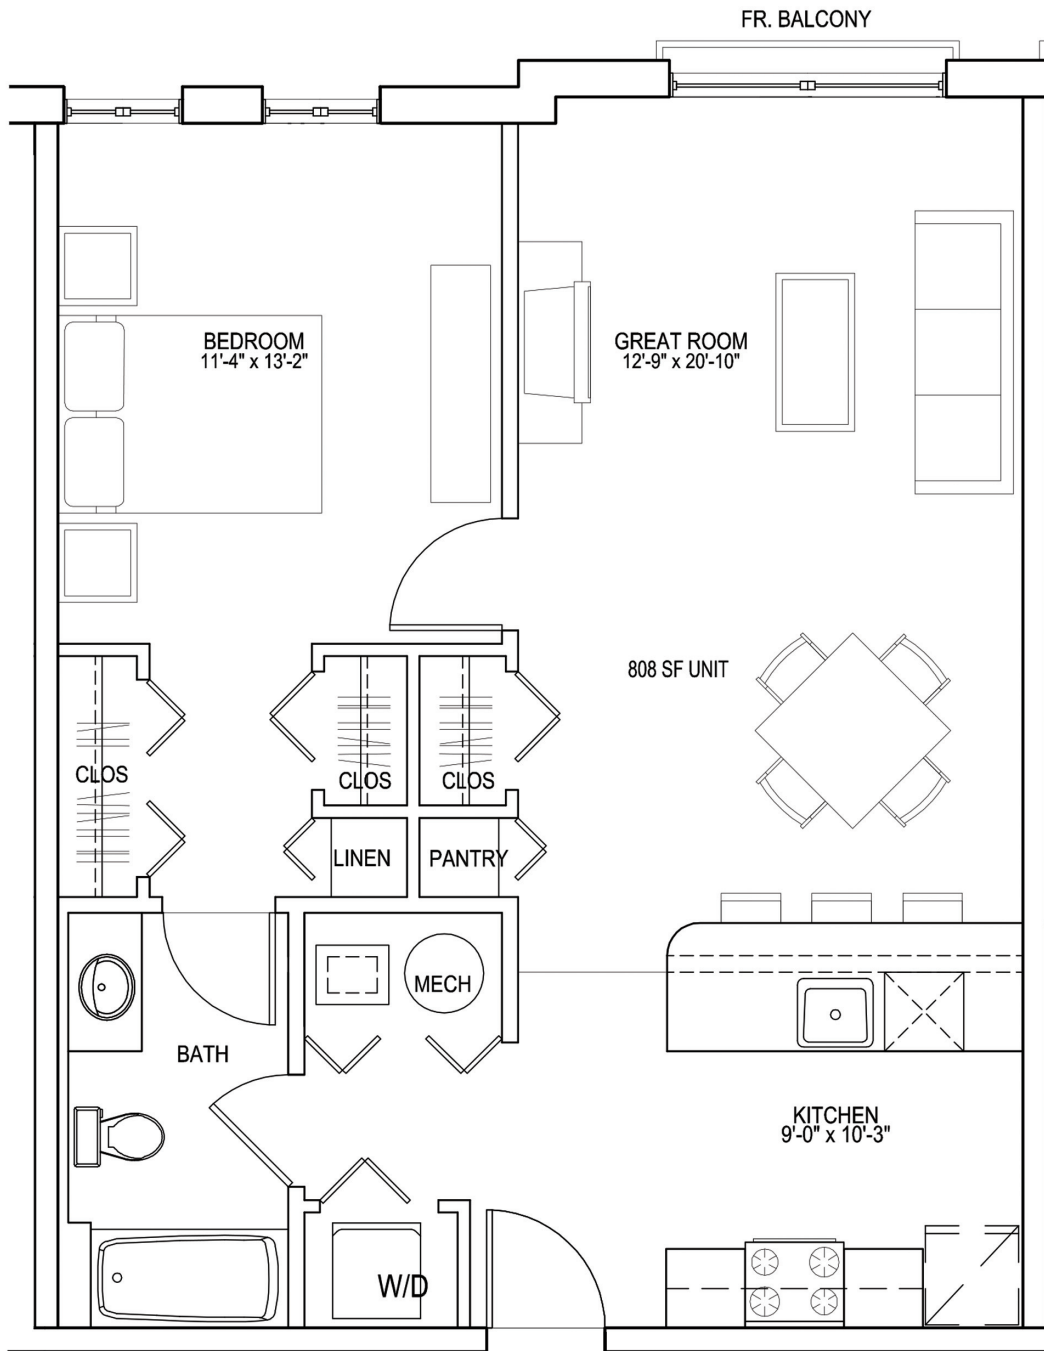 FR. BALCONY
BEDROOM
11'-4" x 13'-2"
GREAT ROOM
12'-9" x 20'-10"
808 SF UNIT
CLOS
CLOS
CLOS
LINEN
PANTRY
MECH
BATH
KITCHEN
9'-0" x 10'-3"
W/D